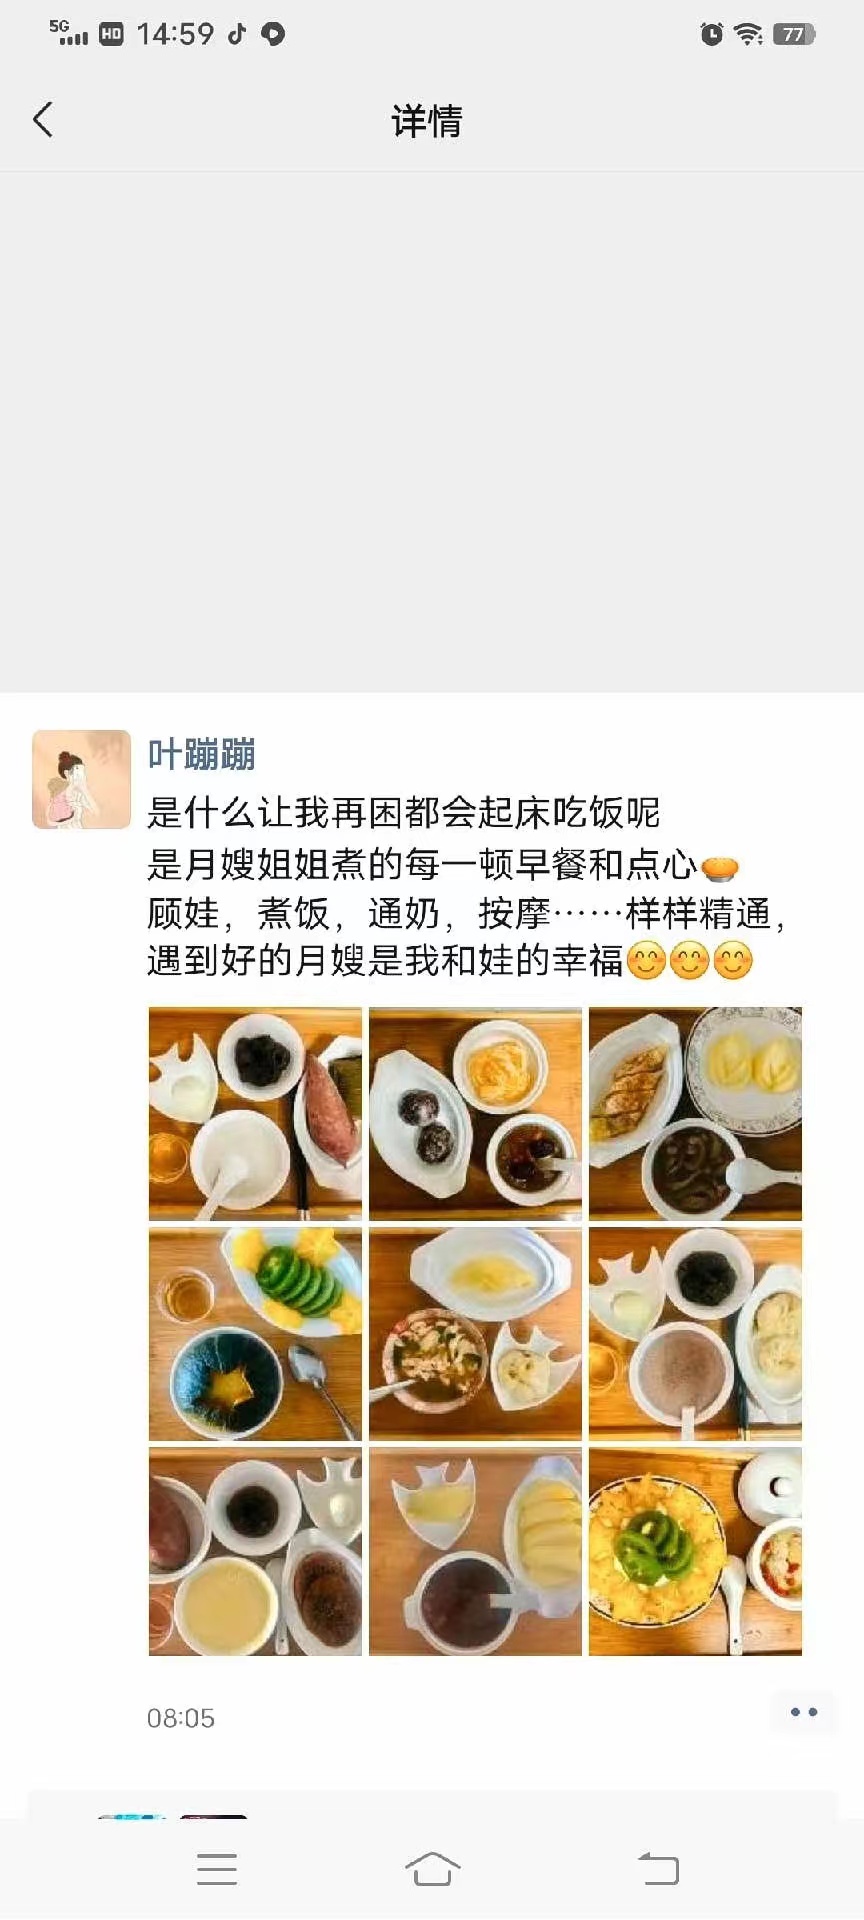 5G HD 14:59 77
详情
叶蹦蹦
是什么让我再困都会起床吃饭呢
是月嫂姐姐煮的每一顿早餐和点心🥧
顾娃，煮饭，通奶，按摩……样样精通，
遇到好的月嫂是我和娃的幸福😊😊😊
08:05